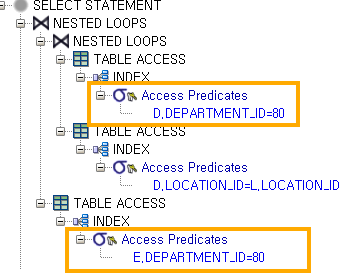 SELECT STATEMENT
NESTED LOOPS
NESTED LOOPS
TABLE ACCESS
INDEX
Access Predicates
D,DEPARTMENT_ID=80
TABLE ACCESS
INDEX
Access Predicates
D,LOCATION_ID=L,LOCATION_ID
TABLE ACCESS
INDEX
Access Predicates
E,DEPARTMENT_ID=80